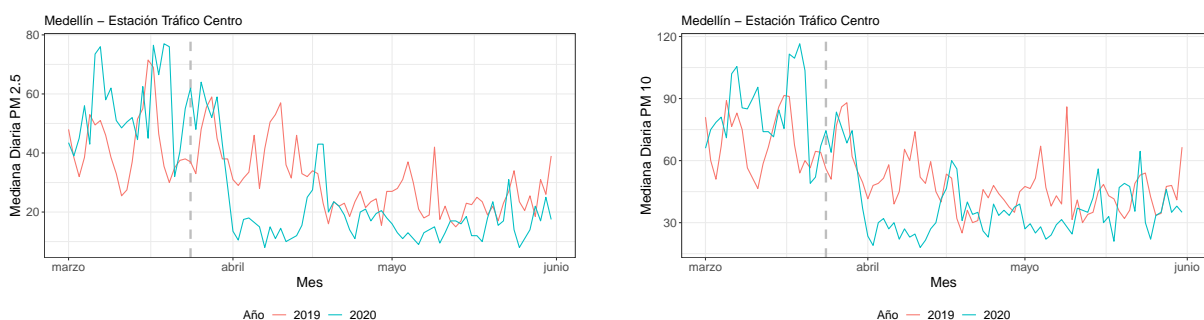 Medellín − Estación Tráfico Centro
80
60
40
20
Mediana Diaria PM 2.5
marzo abril mayo junio
Mes
Año 2019 2020
Medellín − Estación Tráfico Centro
120
90
60
30
Mediana Diaria PM 10
marzo abril mayo junio
Mes
Año 2019 2020